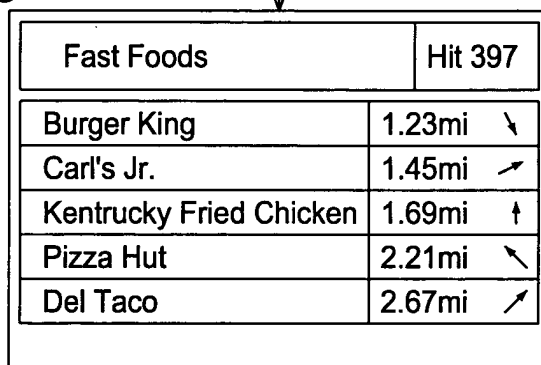 Fast Foods Hit 397
Burger King 1.23mi
Carl's Jr. 1.45mi
Kentrucky Fried Chicken 1.69mi
Pizza Hut 2.21mi
Del Taco 2.67mi